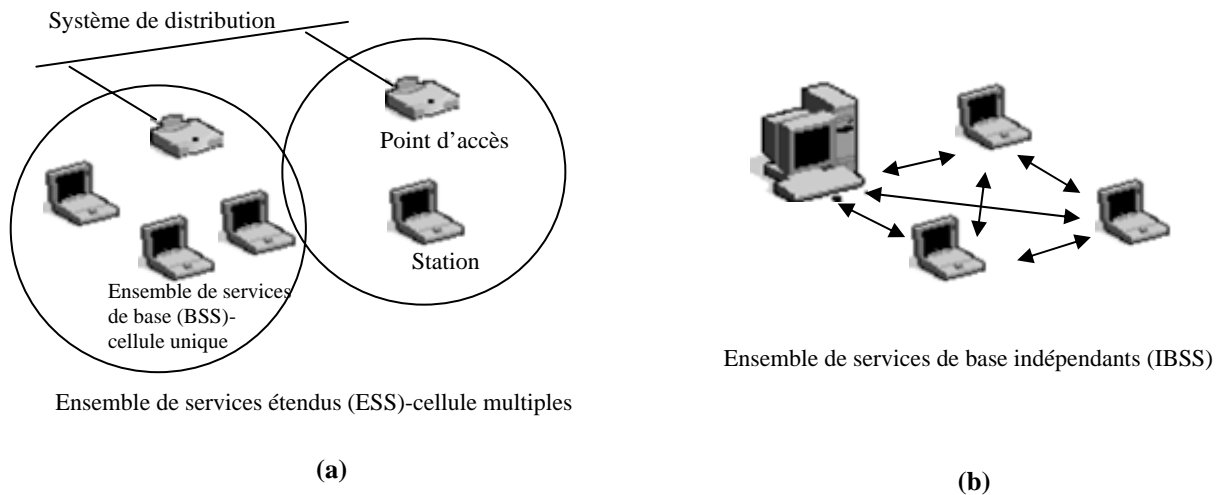 Système de distribution
Point d'accès
Station
Ensemble de services
de base (BSS)-
cellule unique
Ensemble de services étendus (ESS)-cellule multiples
(a)
Ensemble de services de base indépendants (IBSS)
(b)